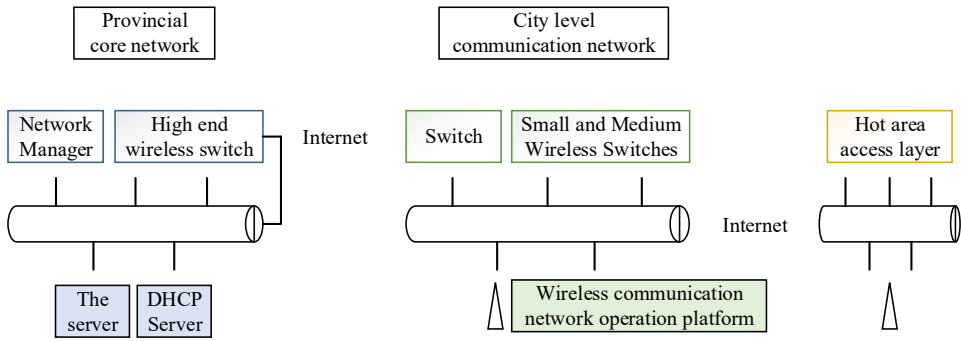 Provincial
core network
City level
communication network
Network
Manager
High end
wireless switch
Internet
Switch
Small and Medium
Wireless Switches
Hot area
access layer
Internet
The
server
DHCP
Server
Wireless communication
network operation platform